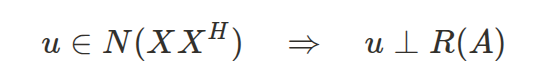 u ∈ N(XX^H) ⇒ u ⊥ R(A)